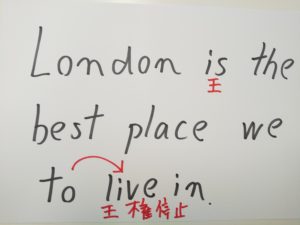 London is the
王
best place we
to live in.
王 権停止